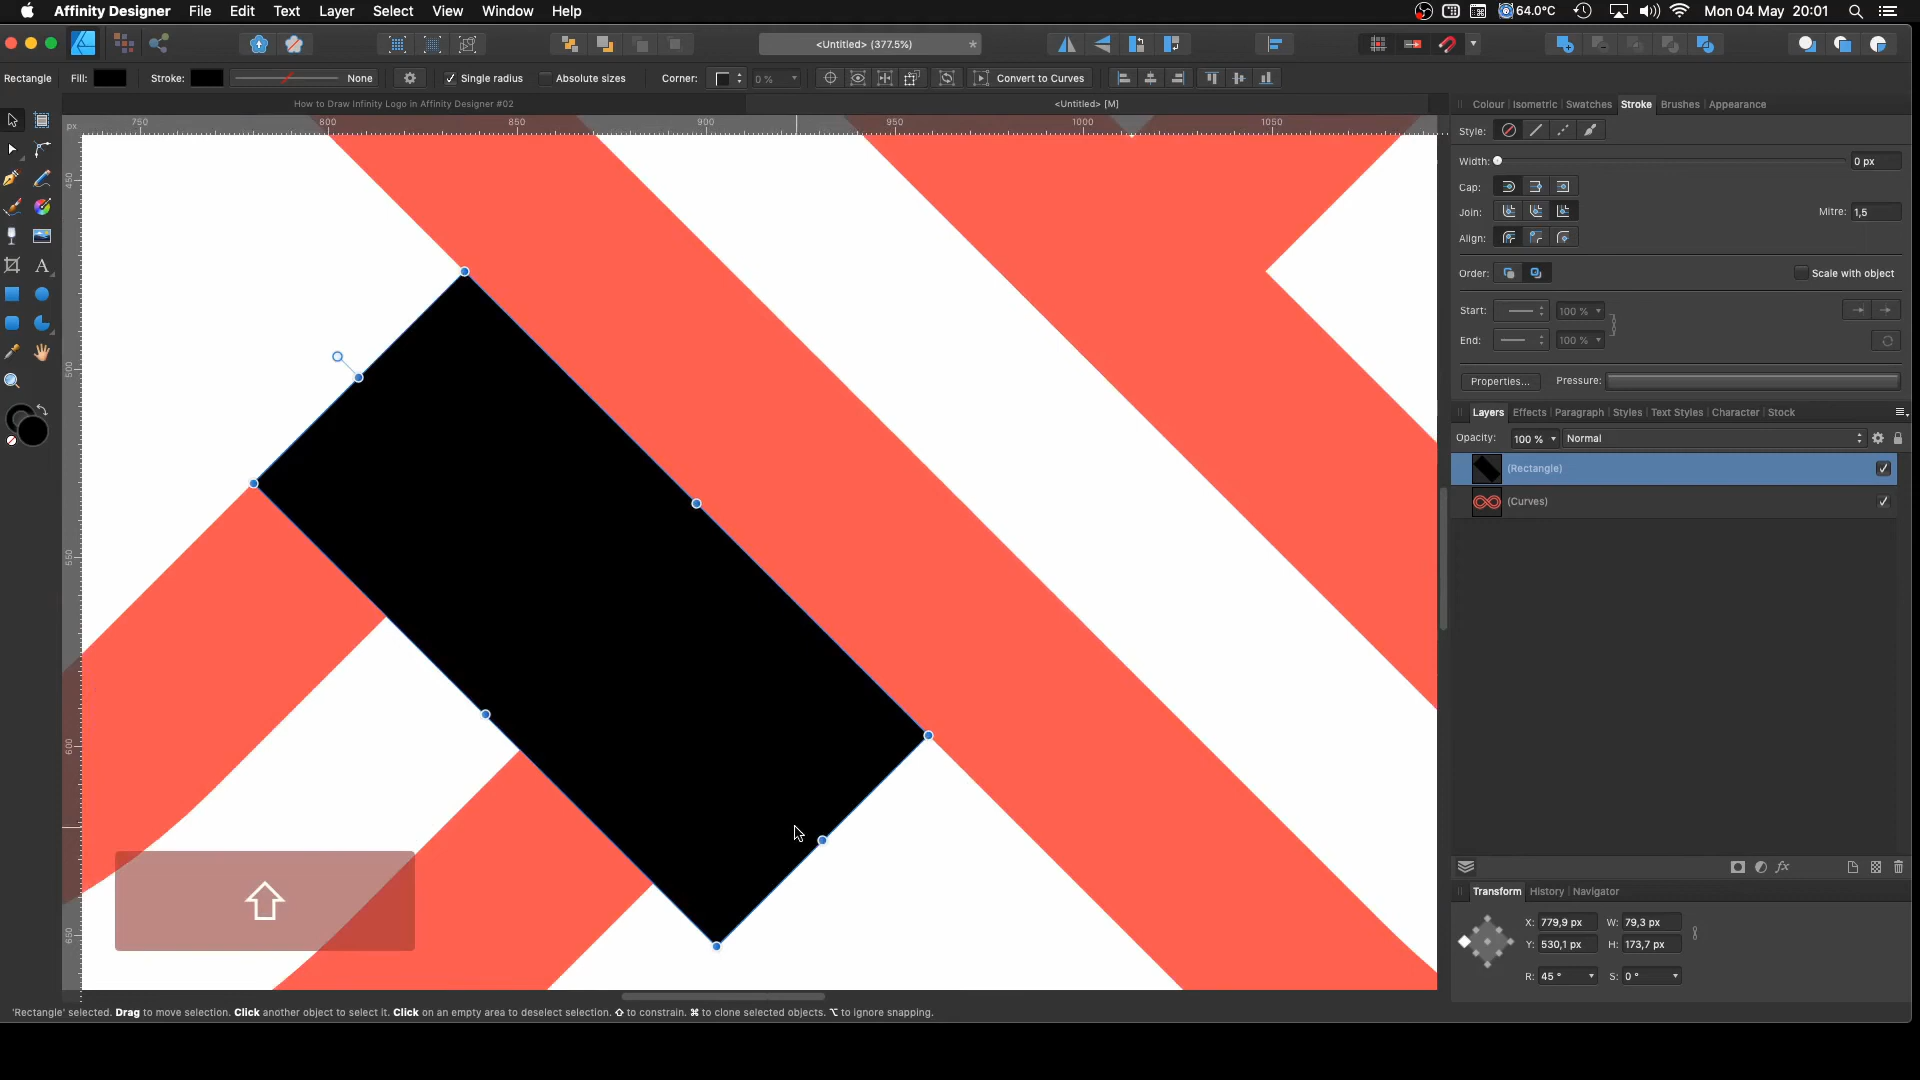 Affinity Designer File Edit Text Layer Select View Window Help 64.0°C Mon 04 May 20:01
<Untitled> (377.5%) *
Rectangle Fill: Stroke: None Single radius Absolute sizes Corner: 0 % Convert to Curves
How to Draw Infinity Logo in Affinity Designer #02 <Untitled> [M]
Colour Isometric Swatches Stroke Brushes Appearance
px 750 800 850 900 950 1000 1050
450
500
550
600
650
Style:
Width: 0 px
Cap:
Join: Mitre: 1,5
Align:
Order: Scale with object
Start: 100 %
End: 100 %
Properties... Pressure:
Layers Effects Paragraph Styles Text Styles Character Stock
Opacity: 100 % Normal
(Rectangle)
(Curves)
fx
Transform History Navigator
X: 779,9 px W: 79,3 px
Y: 530,1 px H: 173,7 px
R: 45 ° S: 0 °
'Rectangle' selected. Drag to move selection. Click another object to select it. Click on an empty area to deselect selection. ⇧ to constrain. ⌘ to clone selected objects. ⌥ to ignore snapping.